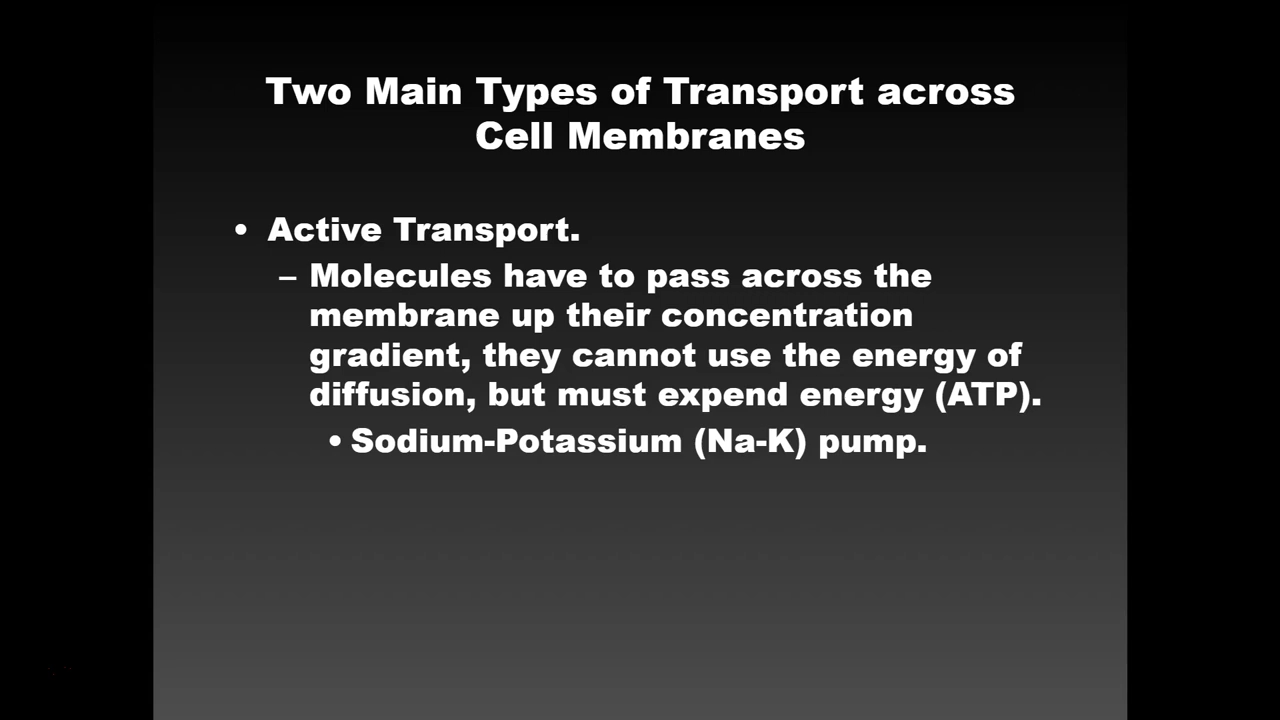 Two Main Types of Transport across
Cell Membranes
• Active Transport.
– Molecules have to pass across the
membrane up their concentration
gradient, they cannot use the energy of
diffusion, but must expend energy (ATP).
• Sodium-Potassium (Na-K) pump.